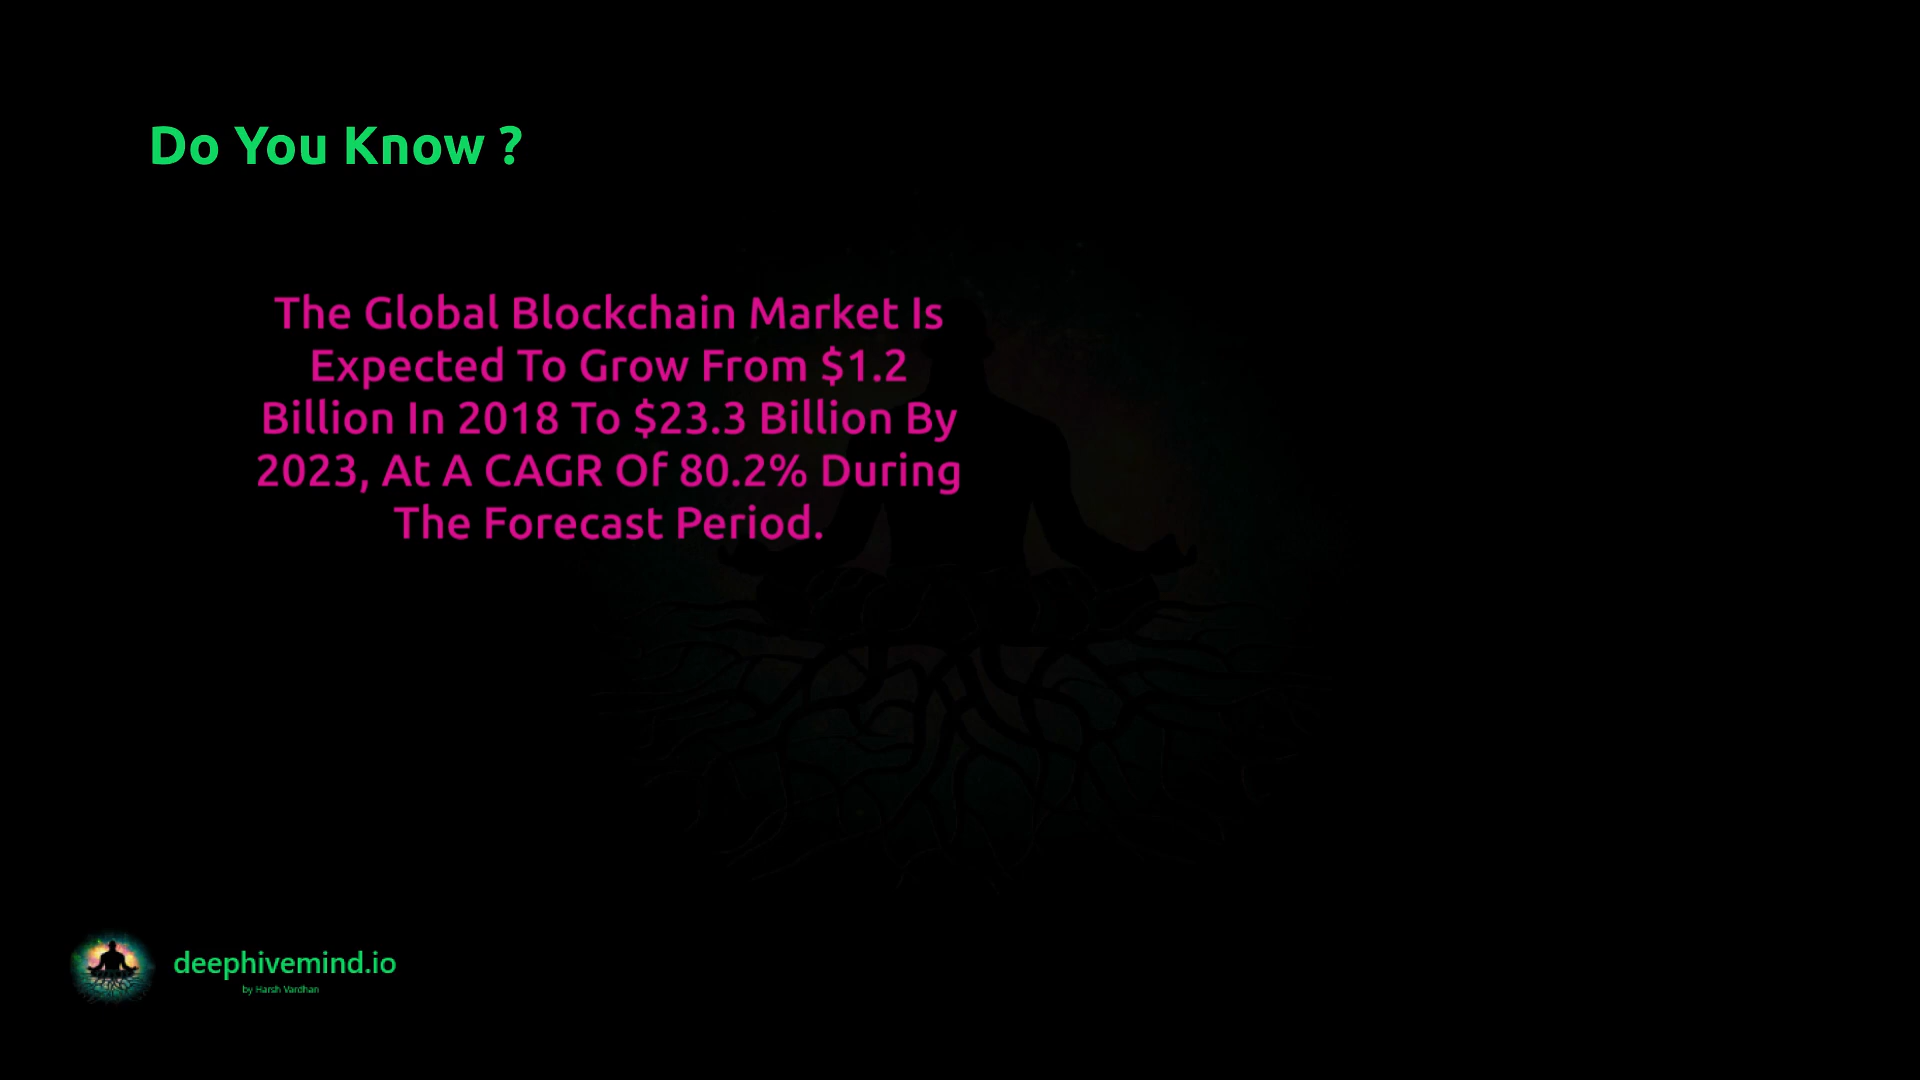 Do You Know ?
The Global Blockchain Market Is
Expected To Grow From $1.2
Billion In 2018 To $23.3 Billion By
2023, At A CAGR Of 80.2% During
The Forecast Period.
deephivemind.io
by Harsh Vardhan